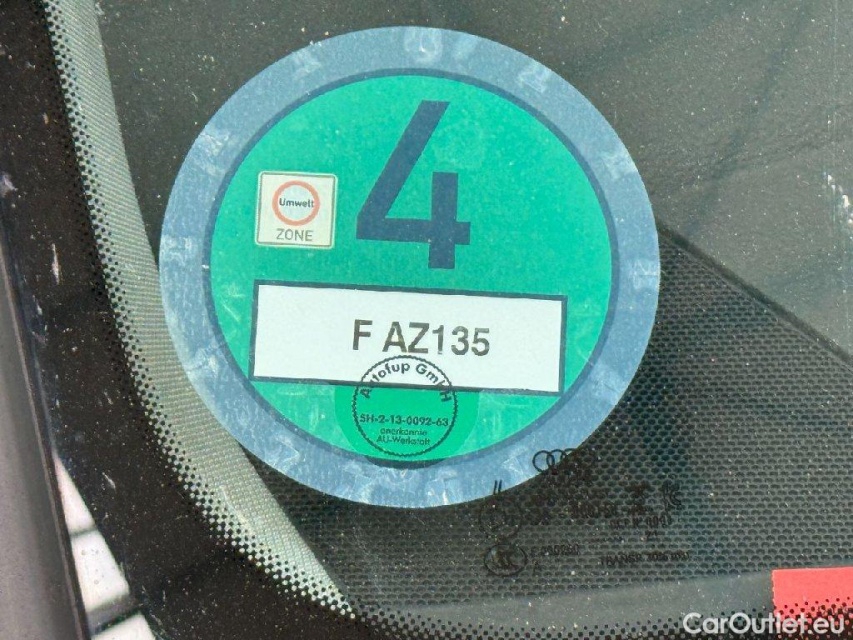 4
Umwelt
ZONE
F AZ135
Autofup GmbH
SH-2-13-0092-63
anerkannte
AU-Werkstatt
CarOutlet.eu